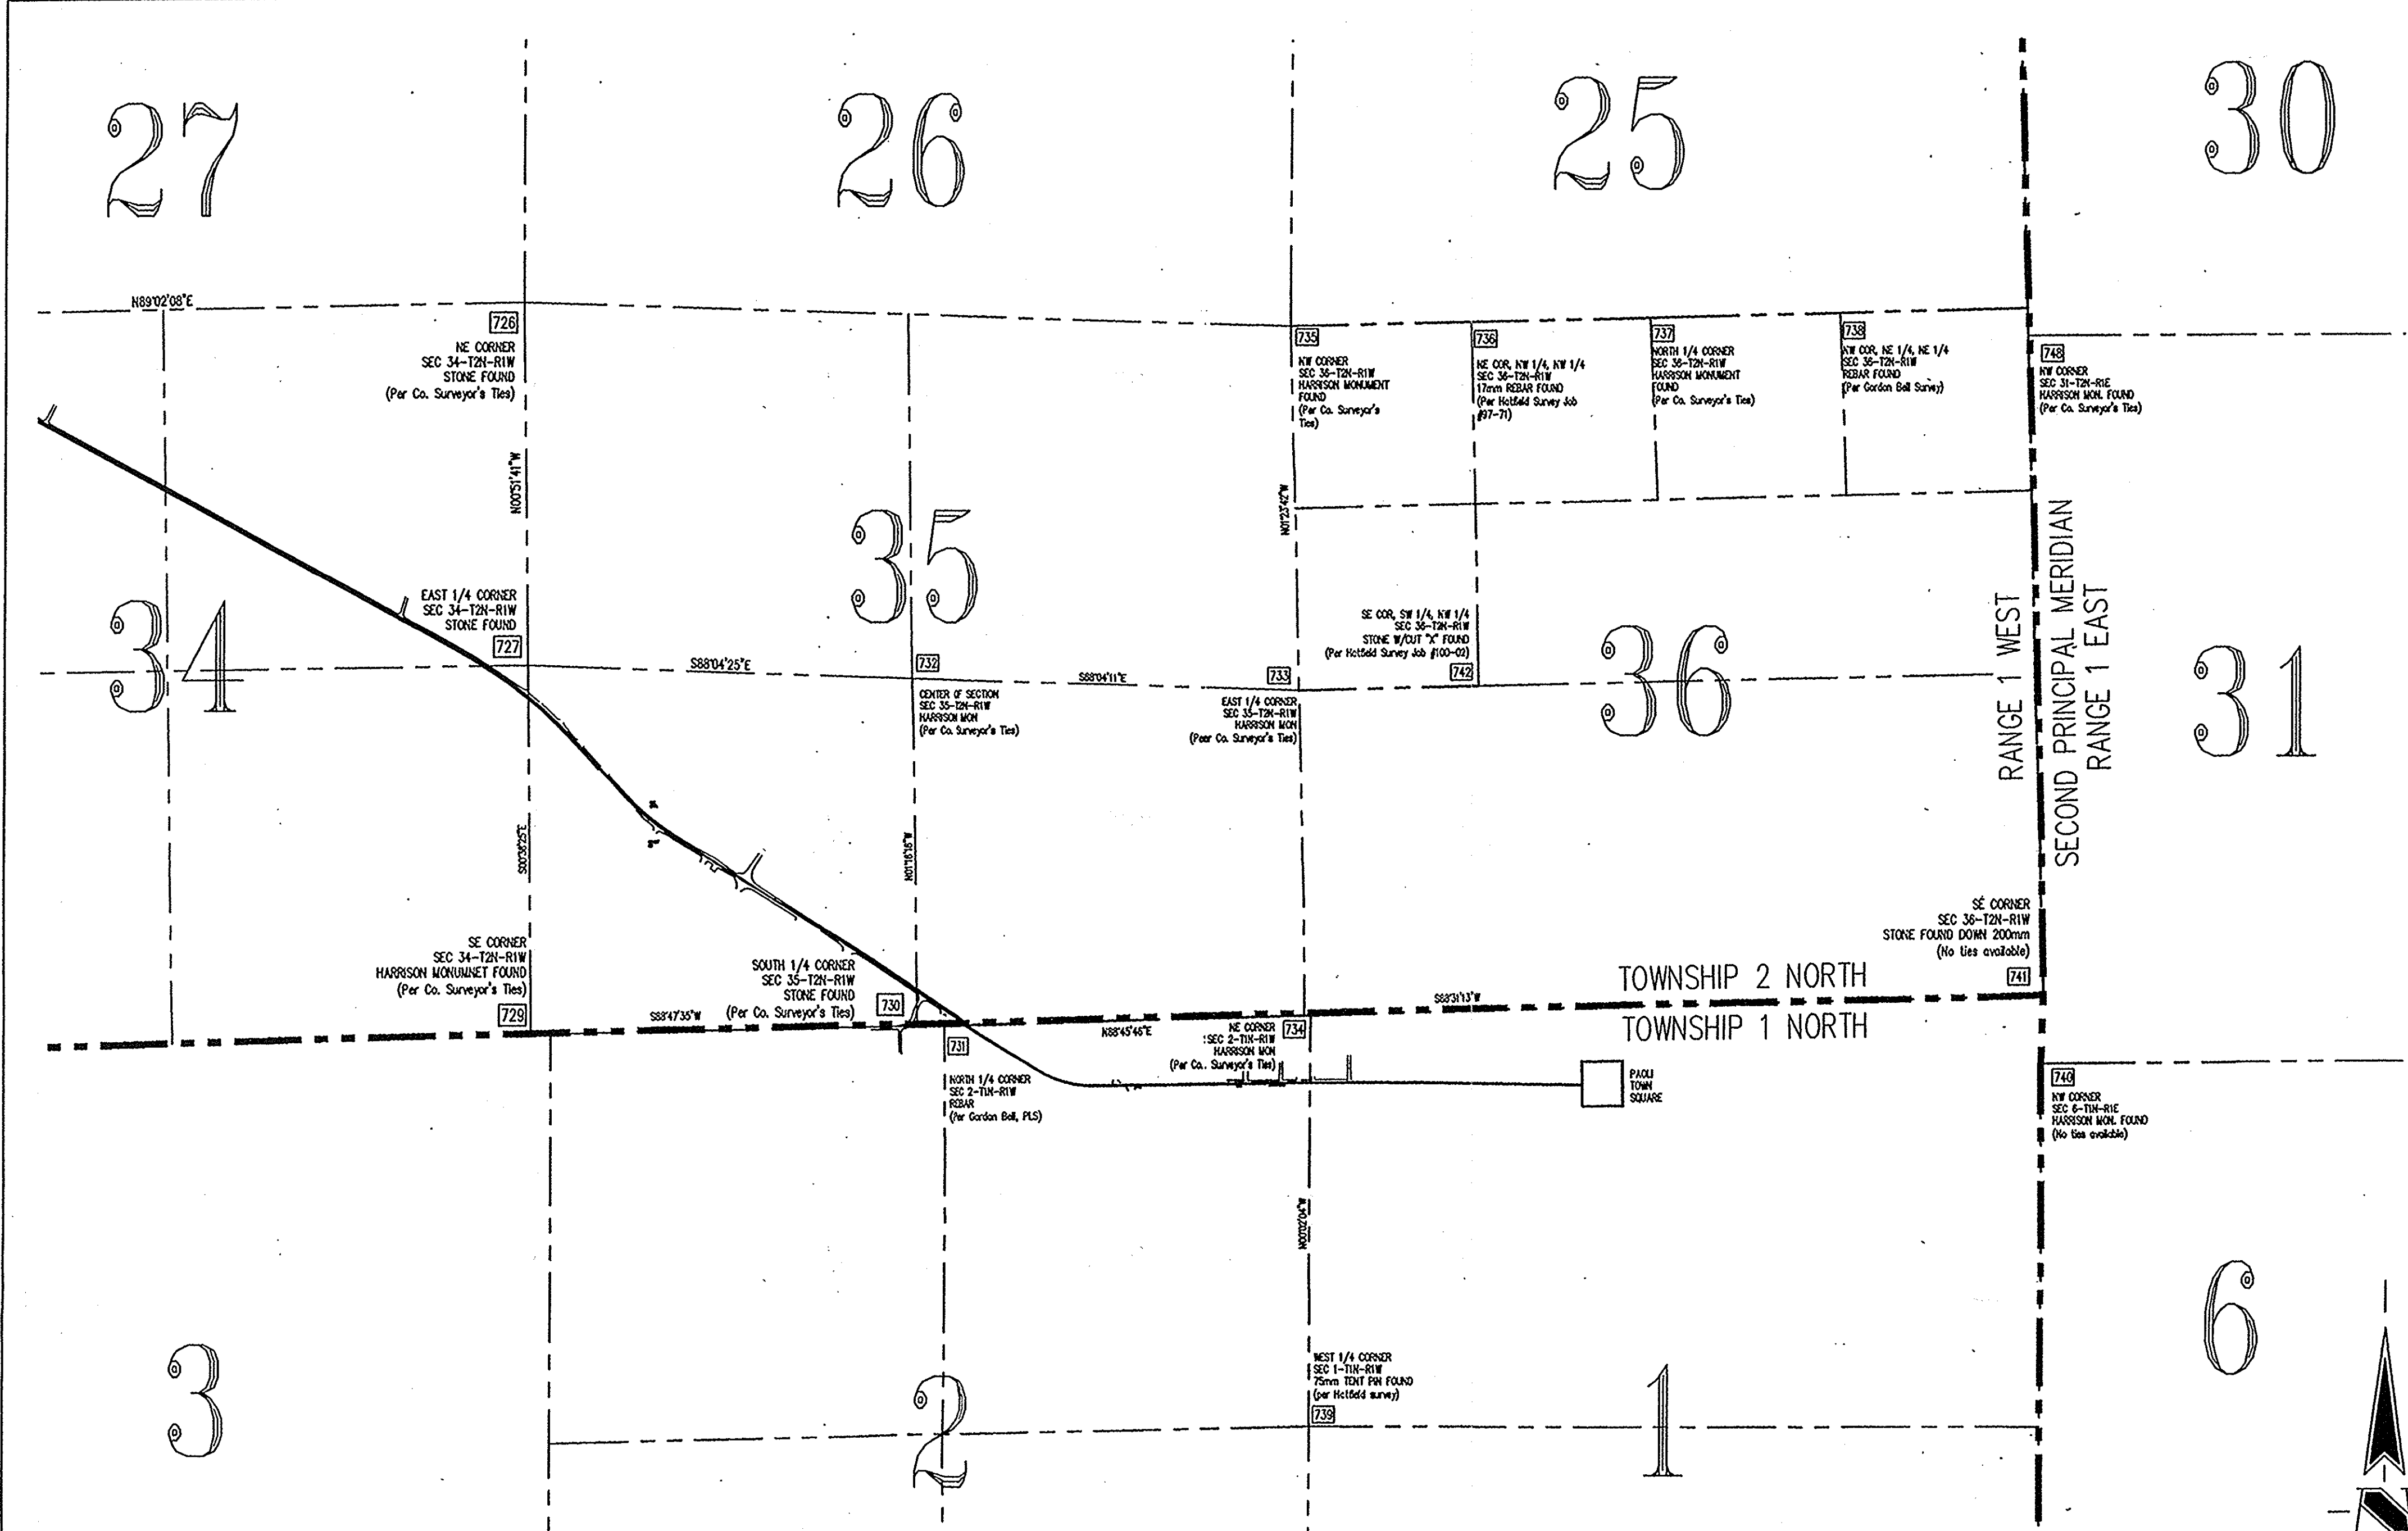 27
26
25
30
N89°02'08"E
726
NE CORNER
SEC 34-T2N-R1W
STONE FOUND
(Per Co. Surveyor's Ties)
735
NW CORNER
SEC 36-T2N-R1W
HARRISON MONUMENT
FOUND
(Per Co. Surveyor's
Ties)
736
NE COR, NW 1/4, NW 1/4
SEC 36-T2N-R1W
17mm REBAR FOUND
(Per Hatfield Survey Job
#97-71)
737
NORTH 1/4 CORNER
SEC 36-T2N-R1W
HARRISON MONUMENT
FOUND
(Per Co. Surveyor's Ties)
738
NW COR, NE 1/4, NE 1/4
SEC 36-T2N-R1W
REBAR FOUND
(Per Gordon Bell Survey)
748
NW CORNER
SEC 31-T2N-R1E
HARRISON MON. FOUND
(Per Co. Surveyor's Ties)
N00°51'41"W
N01°23'42"W
35
34
36
31
EAST 1/4 CORNER
SEC 34-T2N-R1W
STONE FOUND
727
S88°04'25"E
732
CENTER OF SECTION
SEC 35-T2N-R1W
HARRISON MON
(Per Co. Surveyor's Ties)
S88°04'11"E
733
EAST 1/4 CORNER
SEC 35-T2N-R1W
HARRISON MON
(Peer Co. Surveyor's Ties)
SE COR, SW 1/4, NW 1/4
SEC 36-T2N-R1W
STONE W/CUT "X" FOUND
(Per Hatfield Survey Job #100-02)
742
RANGE 1 WEST
SECOND PRINCIPAL MERIDIAN
RANGE 1 EAST
S00°38'25"E
N01°16'16"W
SE CORNER
SEC 34-T2N-R1W
HARRISON MONUMNET FOUND
(Per Co. Surveyor's Ties)
729
S88°47'35"W
SOUTH 1/4 CORNER
SEC 35-T2N-R1W
STONE FOUND
(Per Co. Surveyor's Ties)
730
731
NORTH 1/4 CORNER
SEC 2-T1N-R1W
REBAR
(Per Gordon Bell, PLS)
N88°45'46"E
NE CORNER
SEC 2-T1N-R1W
HARRISON MON
(Per Co. Surveyor's Ties)
734
S88°31'13"W
TOWNSHIP 2 NORTH
TOWNSHIP 1 NORTH
SE CORNER
SEC 36-T2N-R1W
STONE FOUND DOWN 200mm
(No ties available)
741
PAOLI
TOWN
SQUARE
740
NW CORNER
SEC 6-T1N-R1E
HARRISON MON. FOUND
(No ties available)
N00°02'04"W
WEST 1/4 CORNER
SEC 1-T1N-R1W
75mm TENT PIN FOUND
(per Hatfield survey)
739
3
2
1
6
N